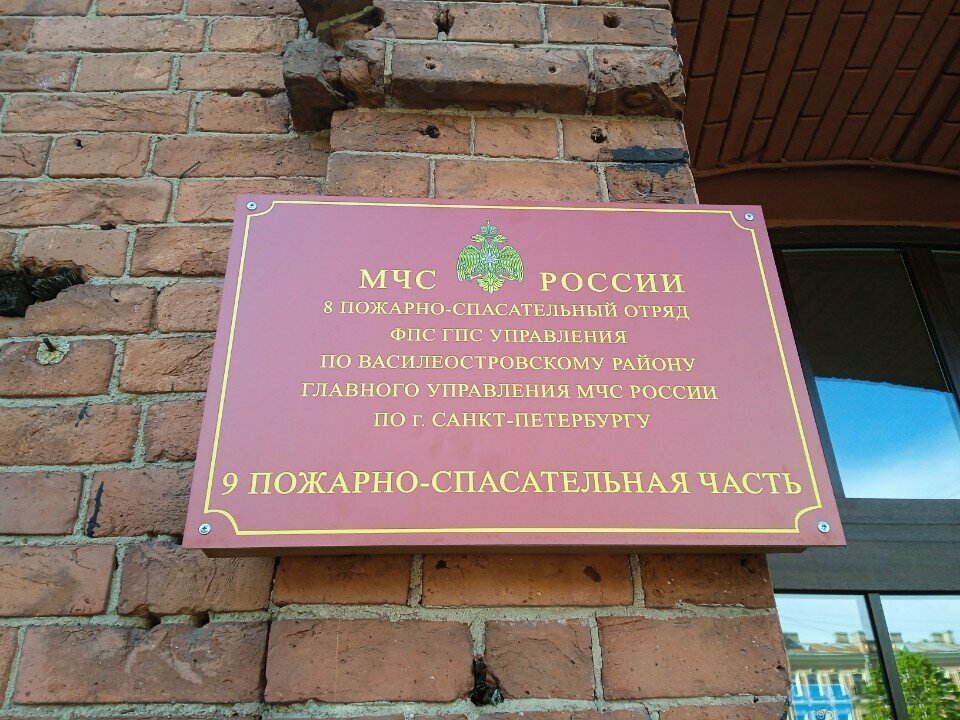 МЧС РОССИИ
8 ПОЖАРНО-СПАСАТЕЛЬНЫЙ ОТРЯД
ФПС ГПС УПРАВЛЕНИЯ
ПО ВАСИЛЕОСТРОВСКОМУ РАЙОНУ
ГЛАВНОГО УПРАВЛЕНИЯ МЧС РОССИИ
ПО г. САНКТ-ПЕТЕРБУРГУ
9 ПОЖАРНО-СПАСАТЕЛЬНАЯ ЧАСТЬ